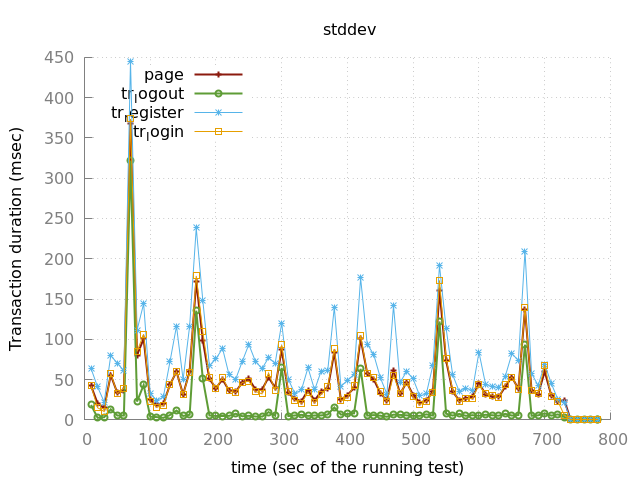 stddev
450
400
350
300
250
200
150
100
50
0
page
tr_logout
tr_register
tr_login
Transaction duration (msec)
0 100 200 300 400 500 600 700 800
time (sec of the running test)